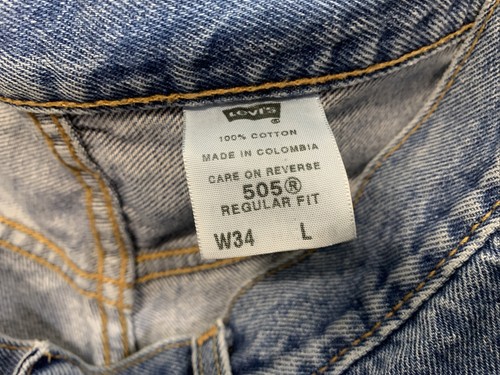 Levi's
100% COTTON
MADE IN COLOMBIA
CARE ON REVERSE
505®
REGULAR FIT
W34 L